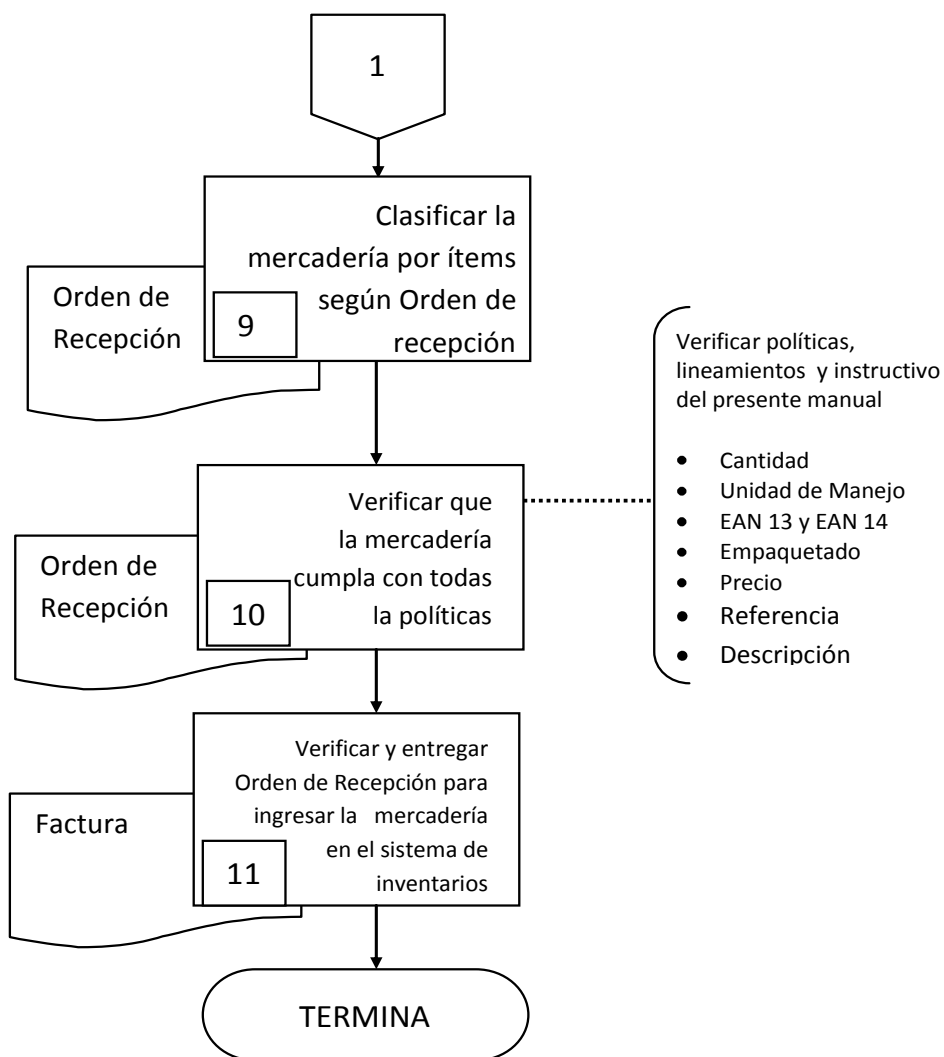 1
Clasificar la
mercadería por ítems
según Orden de
recepción
9
Orden de
Recepción
Verificar políticas,
lineamientos y instructivo
del presente manual
• Cantidad
• Unidad de Manejo
• EAN 13 y EAN 14
• Empaquetado
• Precio
• Referencia
• Descripción
Verificar que
la mercadería
cumpla con todas
la políticas
10
Orden de
Recepción
Verificar y entregar
Orden de Recepción para
ingresar la mercadería
en el sistema de
inventarios
11
Factura
TERMINA